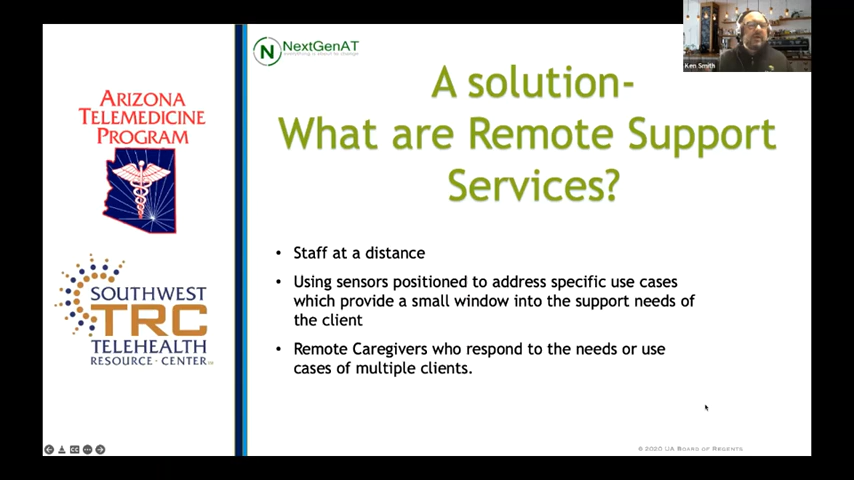 NextGenAT
Ken Smith
ARIZONA
TELEMEDICINE
PROGRAM
A solution-
What are Remote Support
Services?
• Staff at a distance
• Using sensors positioned to address specific use cases
which provide a small window into the support needs of
the client
• Remote Caregivers who respond to the needs or use
cases of multiple clients.
SOUTHWEST
TRC
TELEHEALTH
RESOURCE · CENTER
© 2020 UA BOARD OF REGENTS